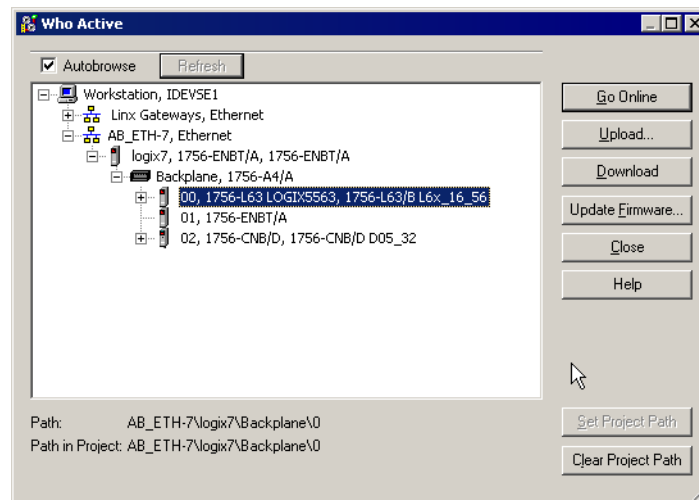 Who Active
Autobrowse
Refresh
Workstation, IDEVSE1
Linx Gateways, Ethernet
AB_ETH-7, Ethernet
logix7, 1756-ENBT/A, 1756-ENBT/A
Backplane, 1756-A4/A
00, 1756-L63 LOGIX5563, 1756-L63/B L6x_16_56
01, 1756-ENBT/A
02, 1756-CNB/D, 1756-CNB/D D05_32
Go Online
Upload...
Download
Update Firmware...
Close
Help
Set Project Path
Clear Project Path
Path: AB_ETH-7\logix7\Backplane\0
Path in Project: AB_ETH-7\logix7\Backplane\0